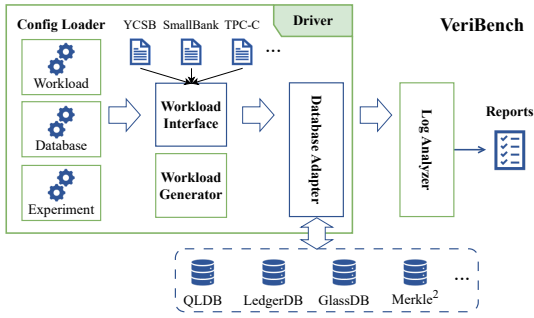 Config Loader
Workload
Database
Experiment
YCSB SmallBank TPC-C
...
Driver
Workload
Interface
Workload
Generator
Database Adapter
VeriBench
Log Analyzer
Reports
QLDB LedgerDB GlassDB Merkle²
...